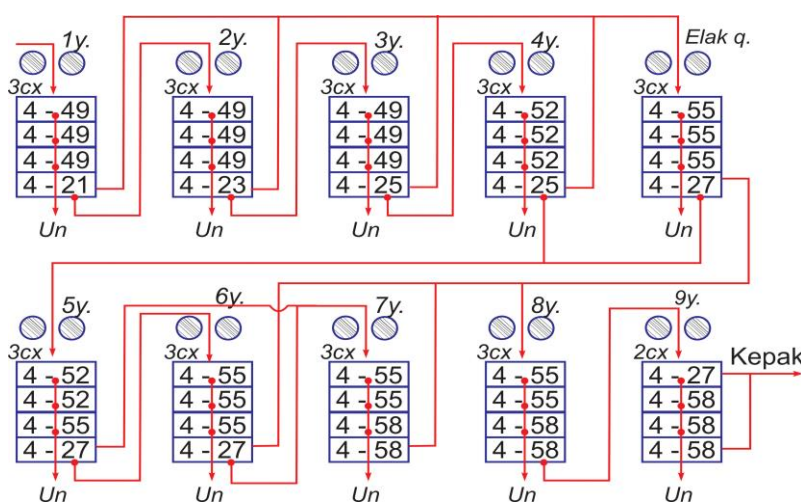 1y. 2y. 3y. 4y. Elak q.
3cx 3cx 3cx 3cx 3cx
4 - 49 4 - 49 4 - 49 4 - 52 4 - 55
4 - 49 4 - 49 4 - 49 4 - 52 4 - 55
4 - 49 4 - 49 4 - 49 4 - 52 4 - 55
4 - 21 4 - 23 4 - 25 4 - 25 4 - 27
Un Un Un Un Un
5y. 6y. 7y. 8y. 9y.
3cx 3cx 3cx 3cx 2cx
Kepak
4 - 52 4 - 55 4 - 55 4 - 55 4 - 27
4 - 52 4 - 55 4 - 55 4 - 55 4 - 58
4 - 55 4 - 55 4 - 58 4 - 58 4 - 58
4 - 27 4 - 27 4 - 58 4 - 58 4 - 58
Un Un Un Un Un